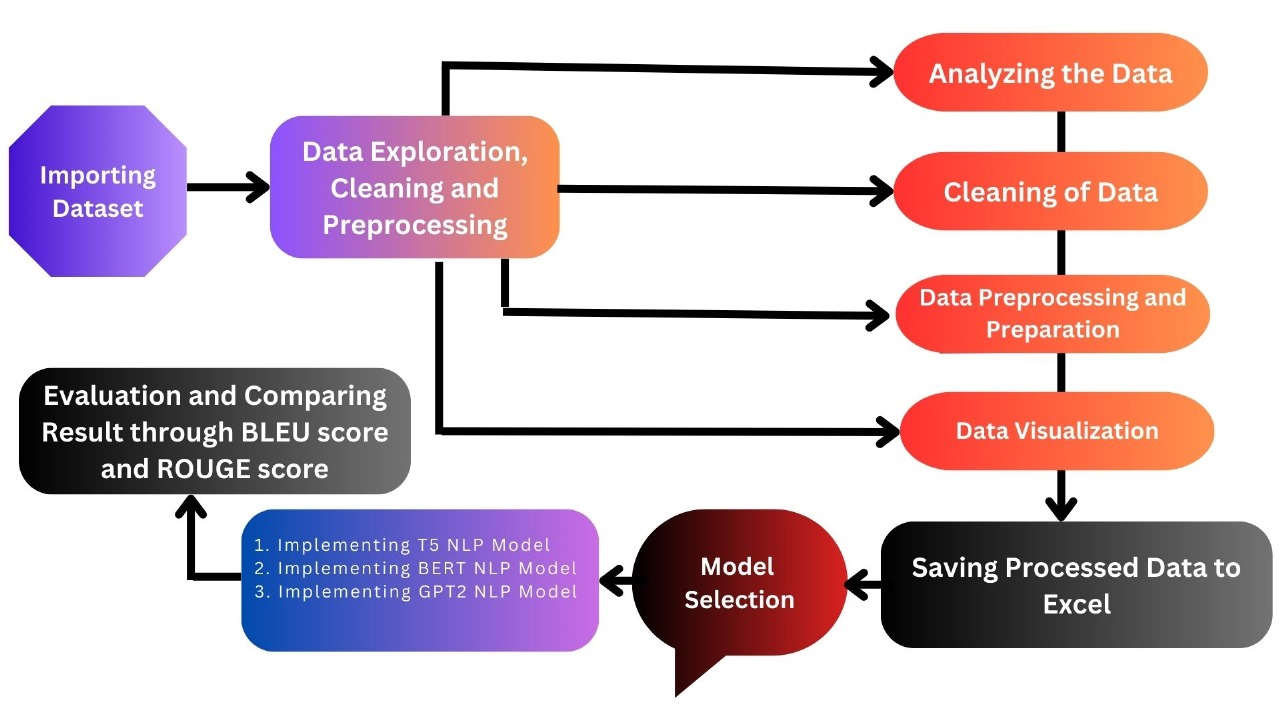 Importing
Dataset
Data Exploration,
Cleaning and
Preprocessing
Analyzing the Data
Cleaning of Data
Data Preprocessing and
Preparation
Data Visualization
Saving Processed Data to
Excel
Model
Selection
1. Implementing T5 NLP Model
2. Implementing BERT NLP Model
3. Implementing GPT2 NLP Model
Evaluation and Comparing
Result through BLEU score
and ROUGE score